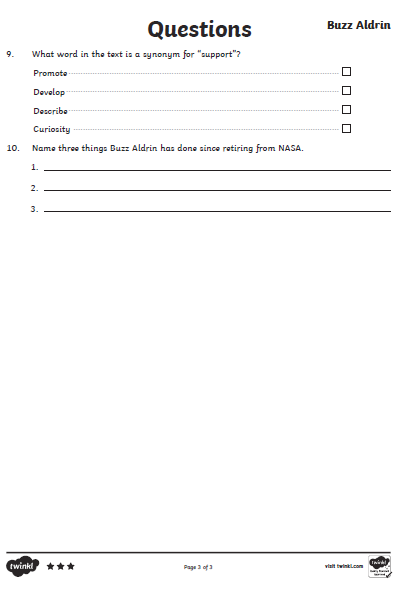 Questions
Buzz Aldrin
9. What word in the text is a synonym for “support”?
Promote
Develop
Describe
Curiosity
10. Name three things Buzz Aldrin has done since retiring from NASA.
1.
2.
3.
twinkl
Page 3 of 3
visit twinkl.com
twinkl